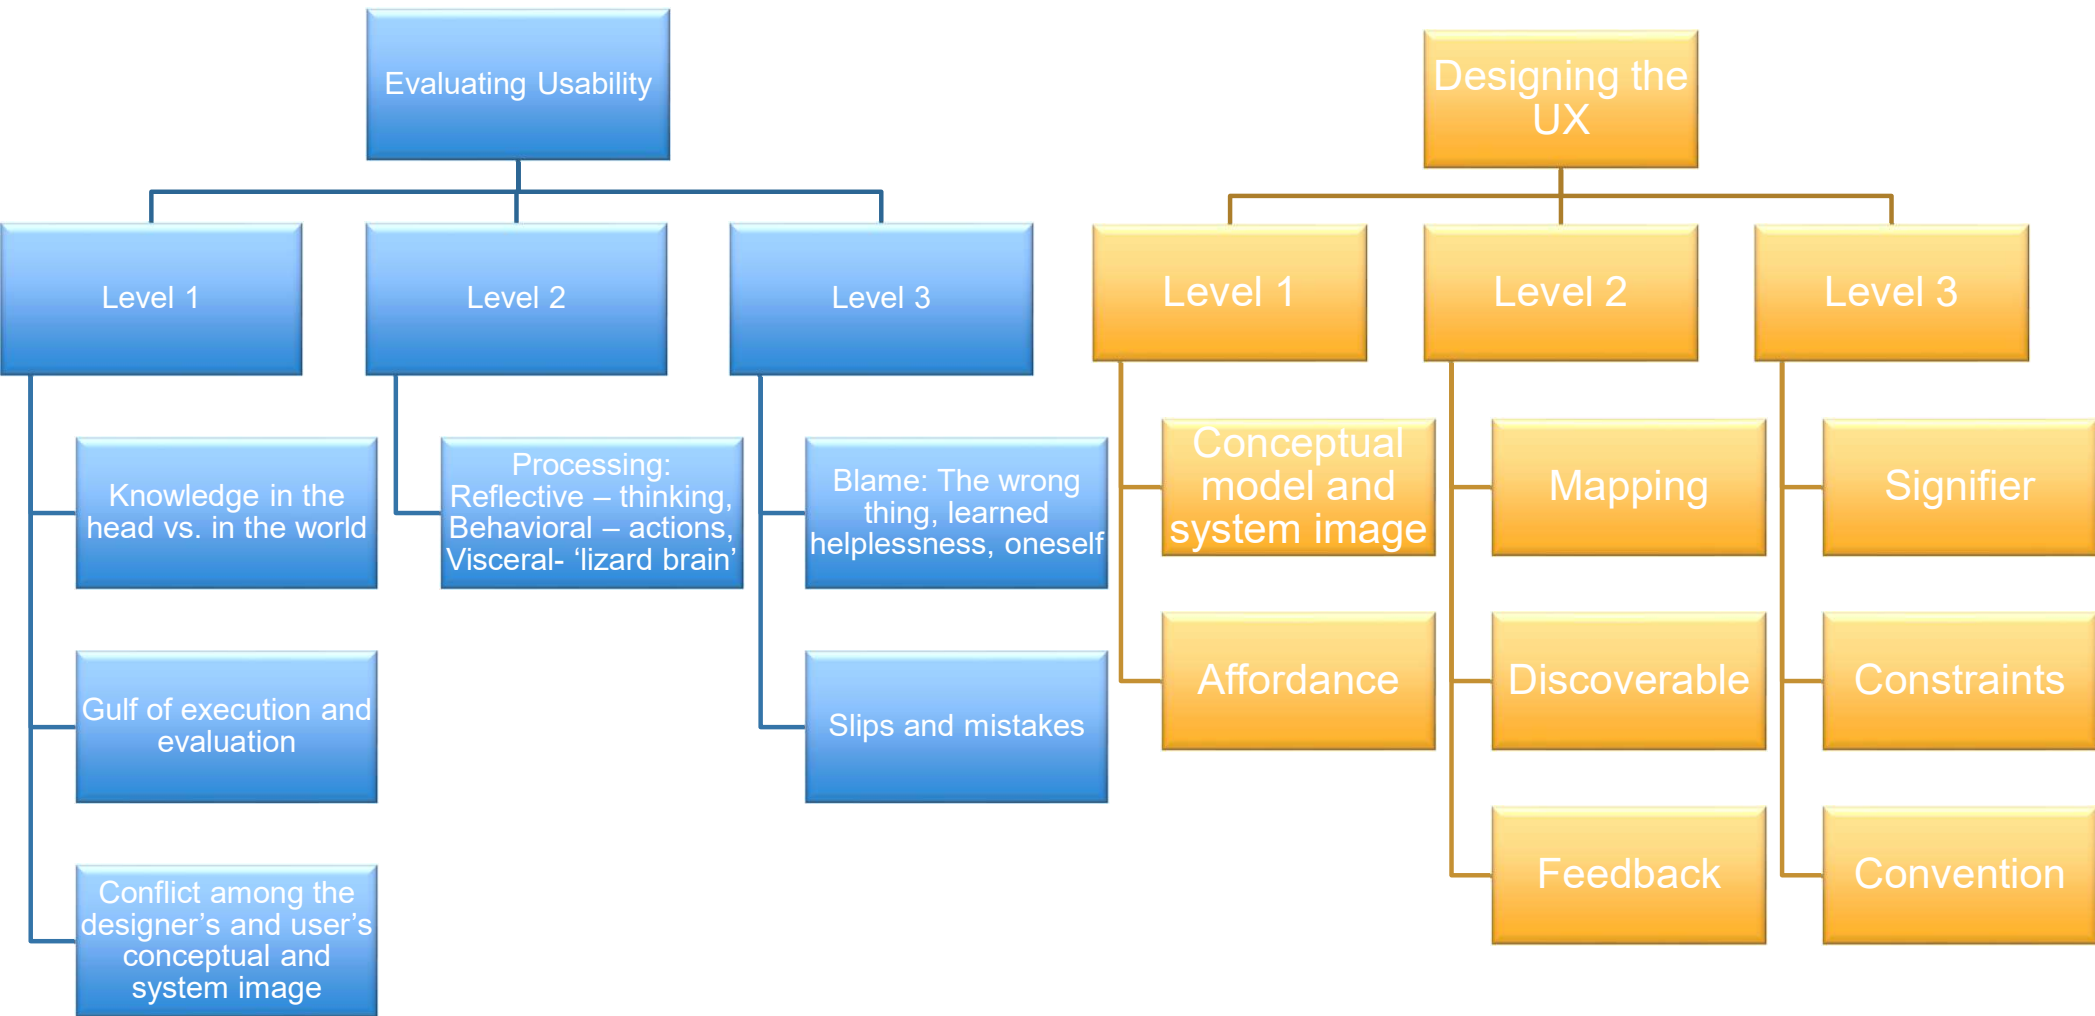 Evaluating Usability
Level 1
Knowledge in the
head vs. in the world
Gulf of execution and
evaluation
Conflict among the
designer’s and user’s
conceptual and
system image
Level 2
Processing:
Reflective – thinking,
Behavioral – actions,
Visceral- ‘lizard brain’
Level 3
Blame: The wrong
thing, learned
helplessness, oneself
Slips and mistakes
Designing the
UX
Level 1
Conceptual
model and
system image
Affordance
Level 2
Mapping
Discoverable
Feedback
Level 3
Signifier
Constraints
Convention